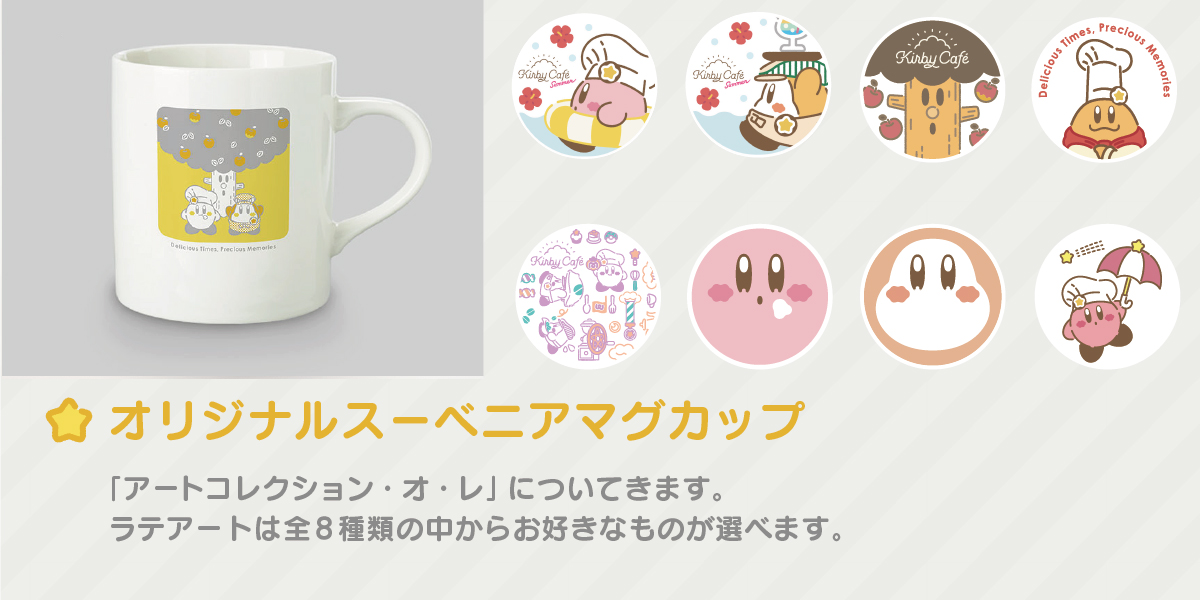 Delicious Times, Precious Memories
Kirby Café
Summer
Kirby Café
Summer
Kirby Café
Delicious Times, Precious Memories
Kirby Café
オリジナルスーベニアマグカップ
「アートコレクション・オ・レ」についてきます。
ラテアートは全8種類の中からお好きなものが選べます。